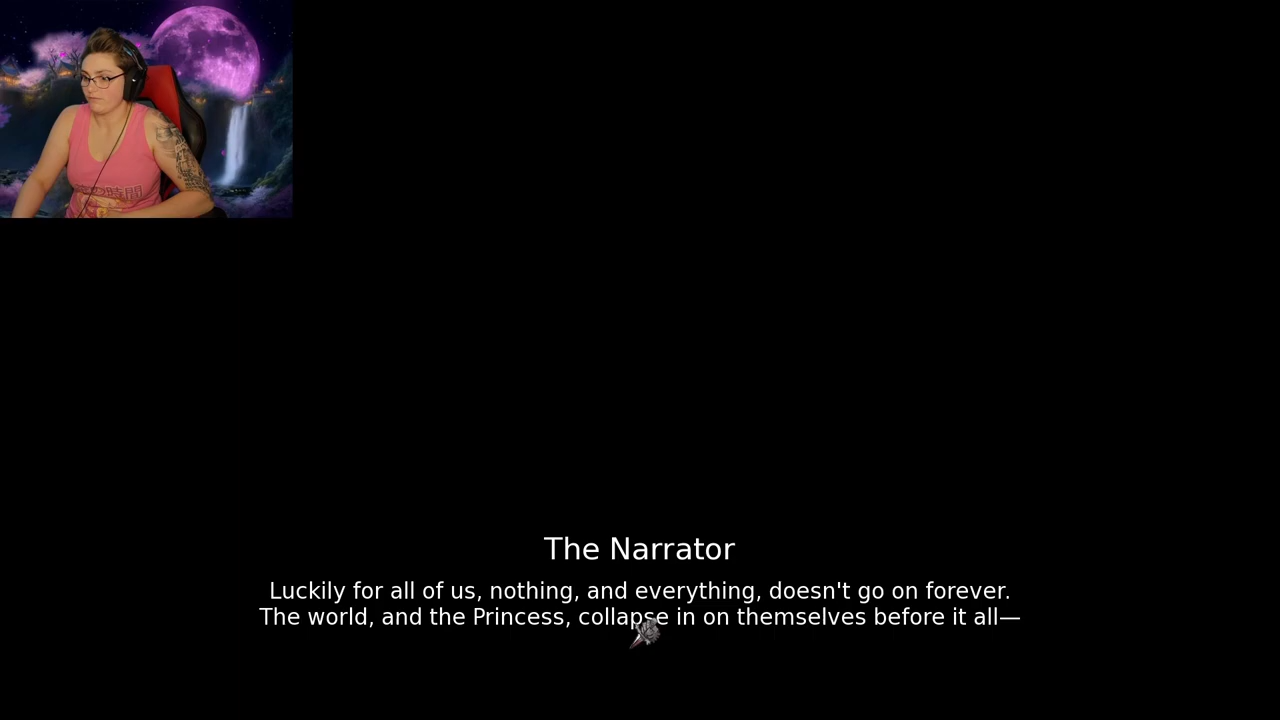 The Narrator
Luckily for all of us, nothing, and everything, doesn't go on forever.
The world, and the Princess, collapse in on themselves before it all—